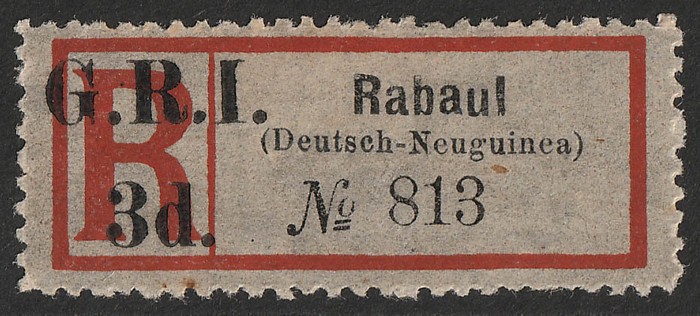 R
G.R.I.
3d.
Rabaul
(Deutsch-Neuguinea)
№ 813